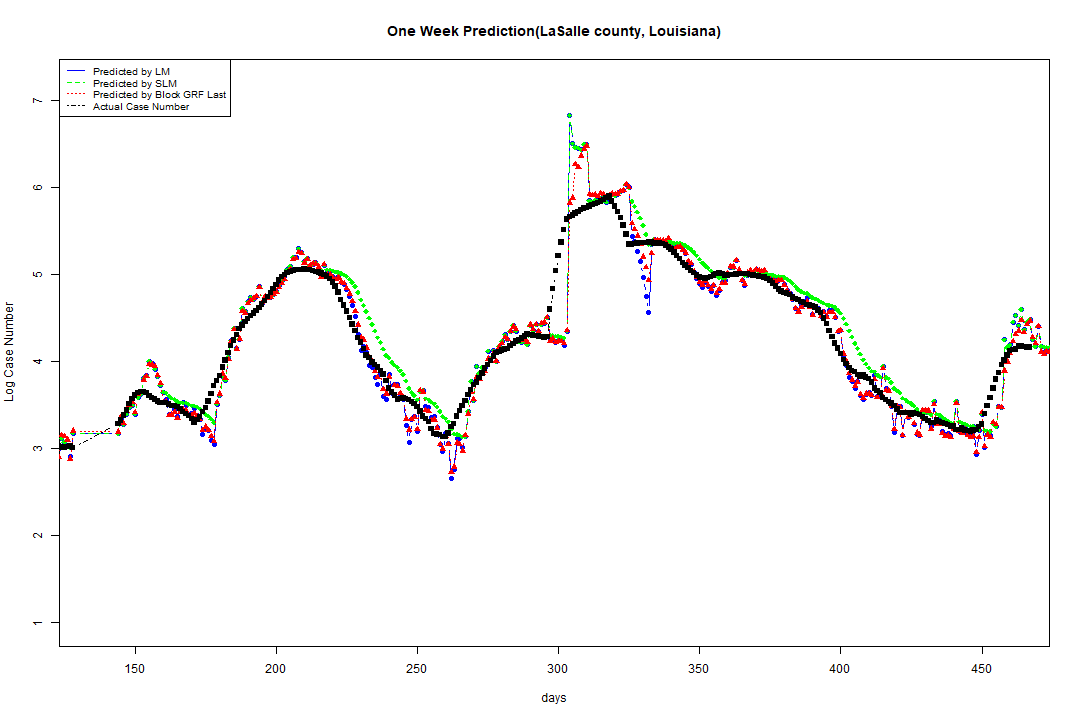 One Week Prediction(LaSalle county, Louisiana)
Predicted by LM
Predicted by SLM
Predicted by Block GRF Last
Actual Case Number
7
6
5
4
3
2
1
Log Case Number
150 200 250 300 350 400 450
days